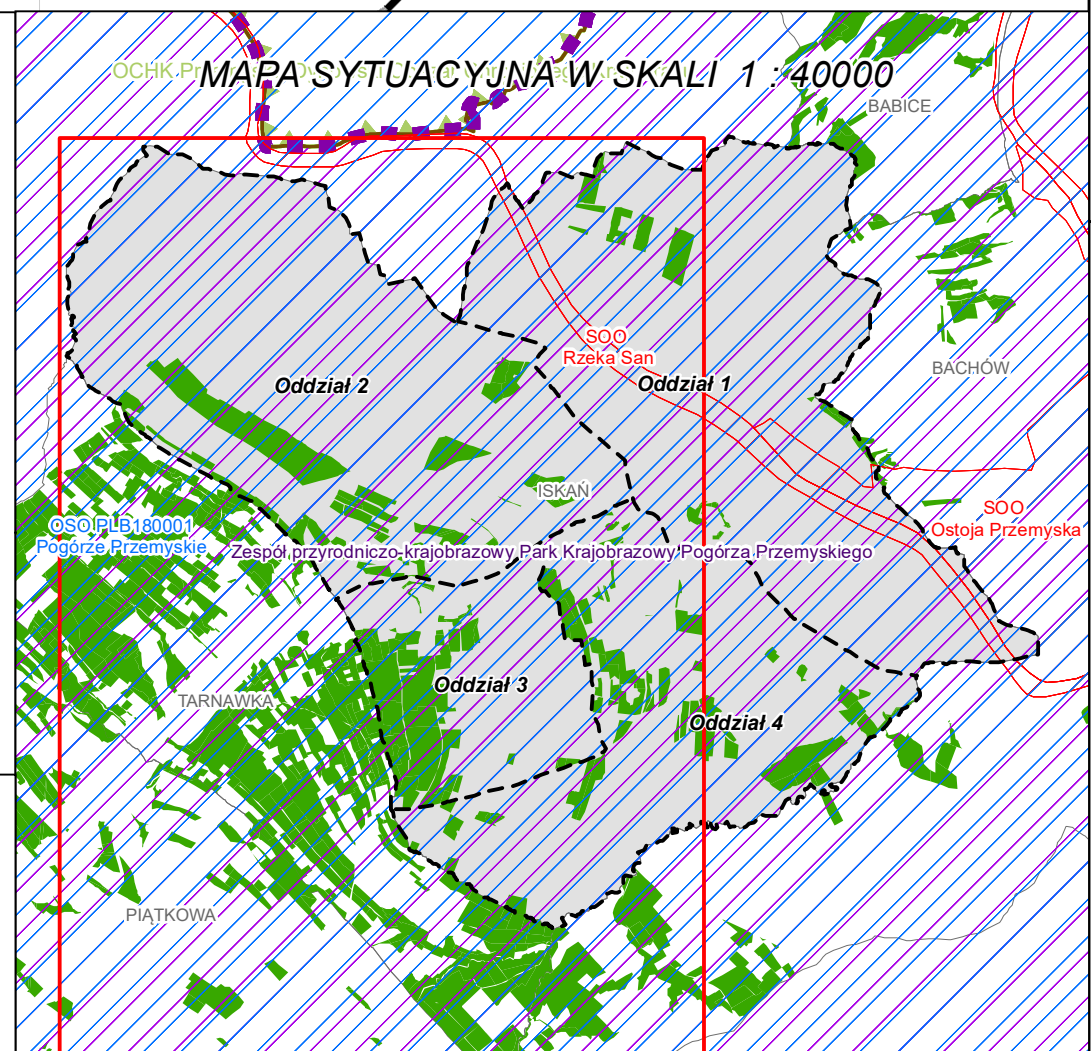 MAPA SYTUACYJNA W SKALI 1 : 40000
OCHK
BABICE
SOO
Rzeka San
Oddział 2
Oddział 1
BACHÓW
ISKAŃ
SOO
Ostoja Przemyska
OSO PLB180001
Pogórze Przemyskie
Zespół przyrodniczo-krajobrazowy Park Krajobrazowy Pogórza Przemyskiego
Oddział 3
TARNAWKA
Oddział 4
PIĄTKOWA